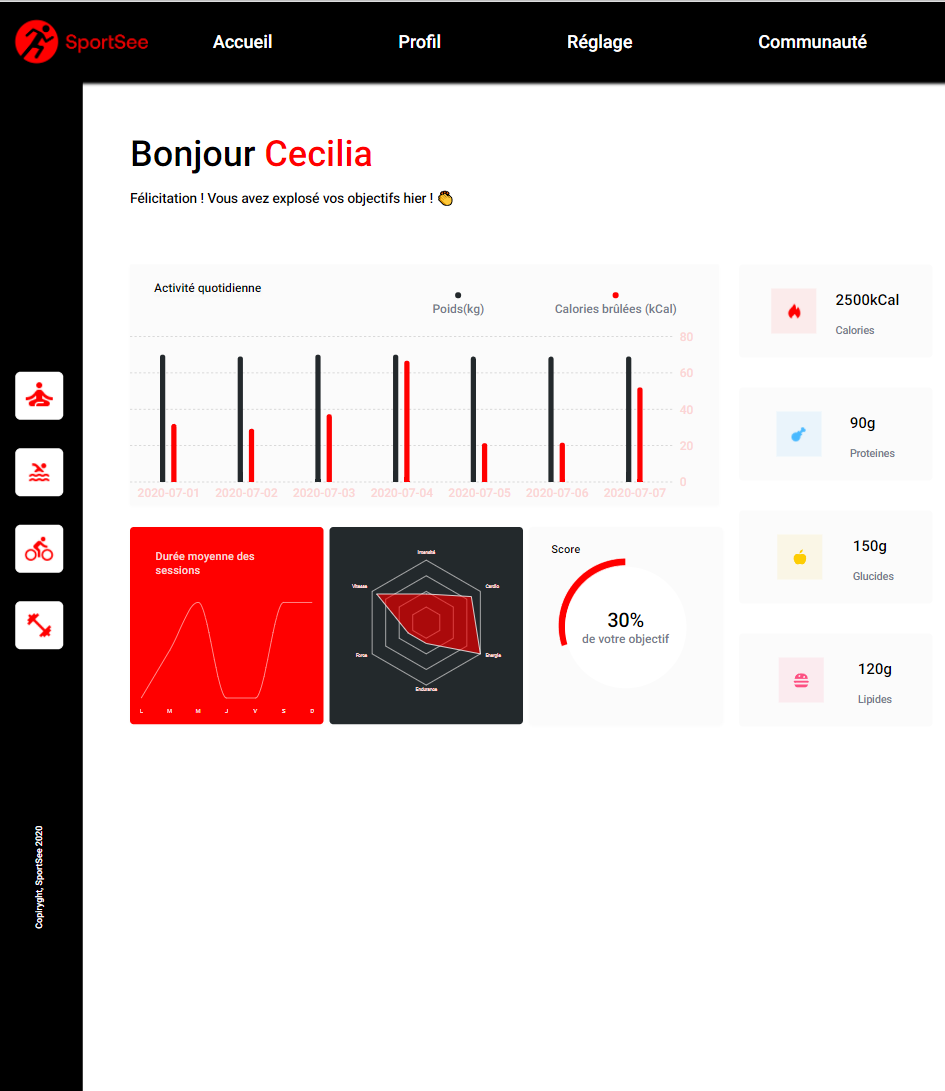 SportSee
Accueil
Profil
Réglage
Communauté
Bonjour Cecilia
Félicitation ! Vous avez explosé vos objectifs hier ! 👏
Activité quotidienne
Poids(kg)
Calories brûlées (kCal)
80
60
40
20
0
2020-07-01
2020-07-02
2020-07-03
2020-07-04
2020-07-05
2020-07-06
2020-07-07
2500kCal
Calories
90g
Proteines
150g
Glucides
120g
Lipides
Durée moyenne des
sessions
L
M
M
J
V
S
D
Intensité
Cardio
Energie
Endurance
Force
Vitesse
Score
30%
de votre objectif
Copiryght, SportSee 2020